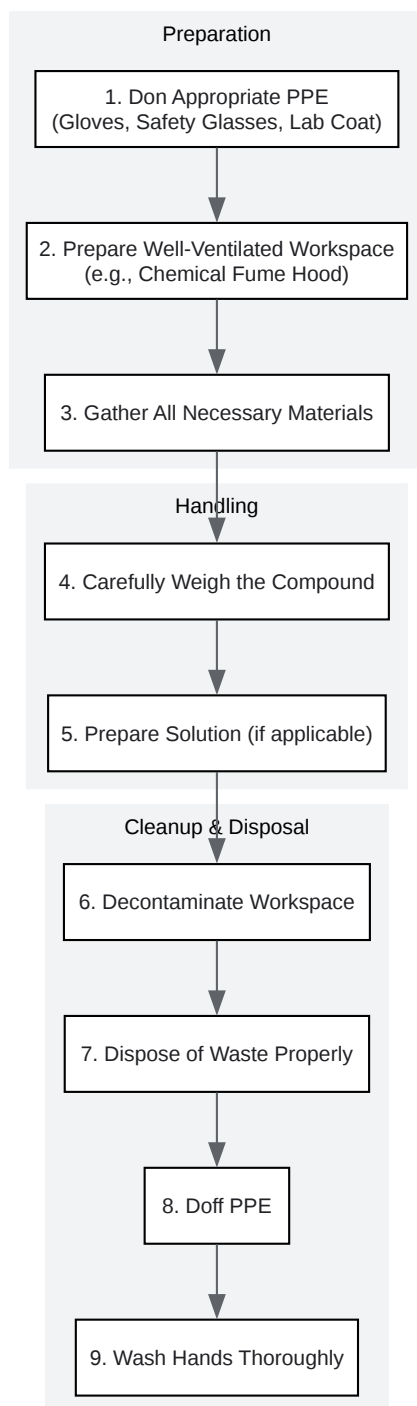 Preparation
1. Don Appropriate PPE
(Gloves, Safety Glasses, Lab Coat)
2. Prepare Well-Ventilated Workspace
(e.g., Chemical Fume Hood)
3. Gather All Necessary Materials
Handling
4. Carefully Weigh the Compound
5. Prepare Solution (if applicable)
Cleanup & Disposal
6. Decontaminate Workspace
7. Dispose of Waste Properly
8. Doff PPE
9. Wash Hands Thoroughly